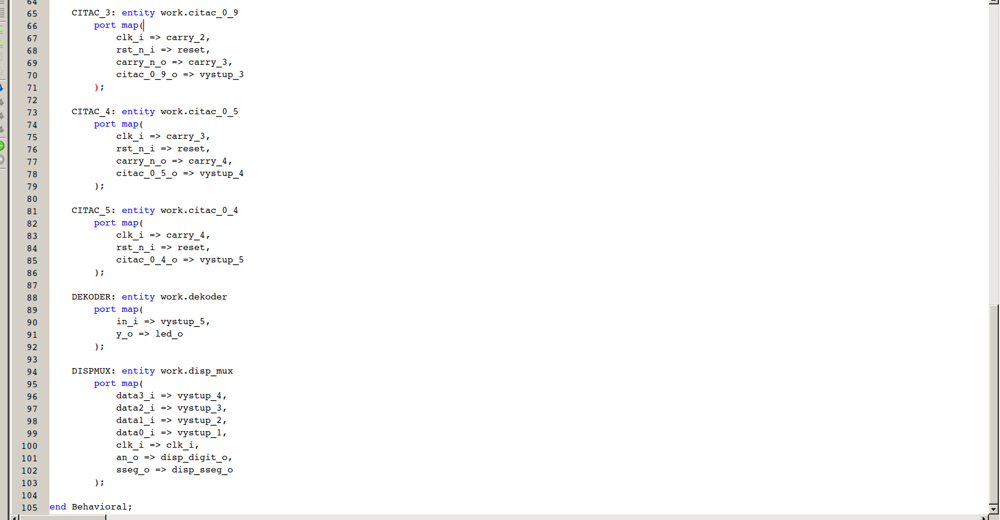 64
65 CITAC_3: entity work.citac_0_9
66 port map(
67 clk_i => carry_2,
68 rst_n_i => reset,
69 carry_n_o => carry_3,
70 citac_0_9_o => vystup_3
71 );
72
73 CITAC_4: entity work.citac_0_5
74 port map(
75 clk_i => carry_3,
76 rst_n_i => reset,
77 carry_n_o => carry_4,
78 citac_0_5_o => vystup_4
79 );
80
81 CITAC_5: entity work.citac_0_4
82 port map(
83 clk_i => carry_4,
84 rst_n_i => reset,
85 citac_0_4_o => vystup_5
86 );
87
88 DEKODER: entity work.dekoder
89 port map(
90 in_i => vystup_5,
91 y_o => led_o
92 );
93
94 DISPMUX: entity work.disp_mux
95 port map(
96 data3_i => vystup_4,
97 data2_i => vystup_3,
98 data1_i => vystup_2,
99 data0_i => vystup_1,
100 clk_i => clk_i,
101 an_o => disp_digit_o,
102 sseg_o => disp_sseg_o
103 );
104
105 end Behavioral;